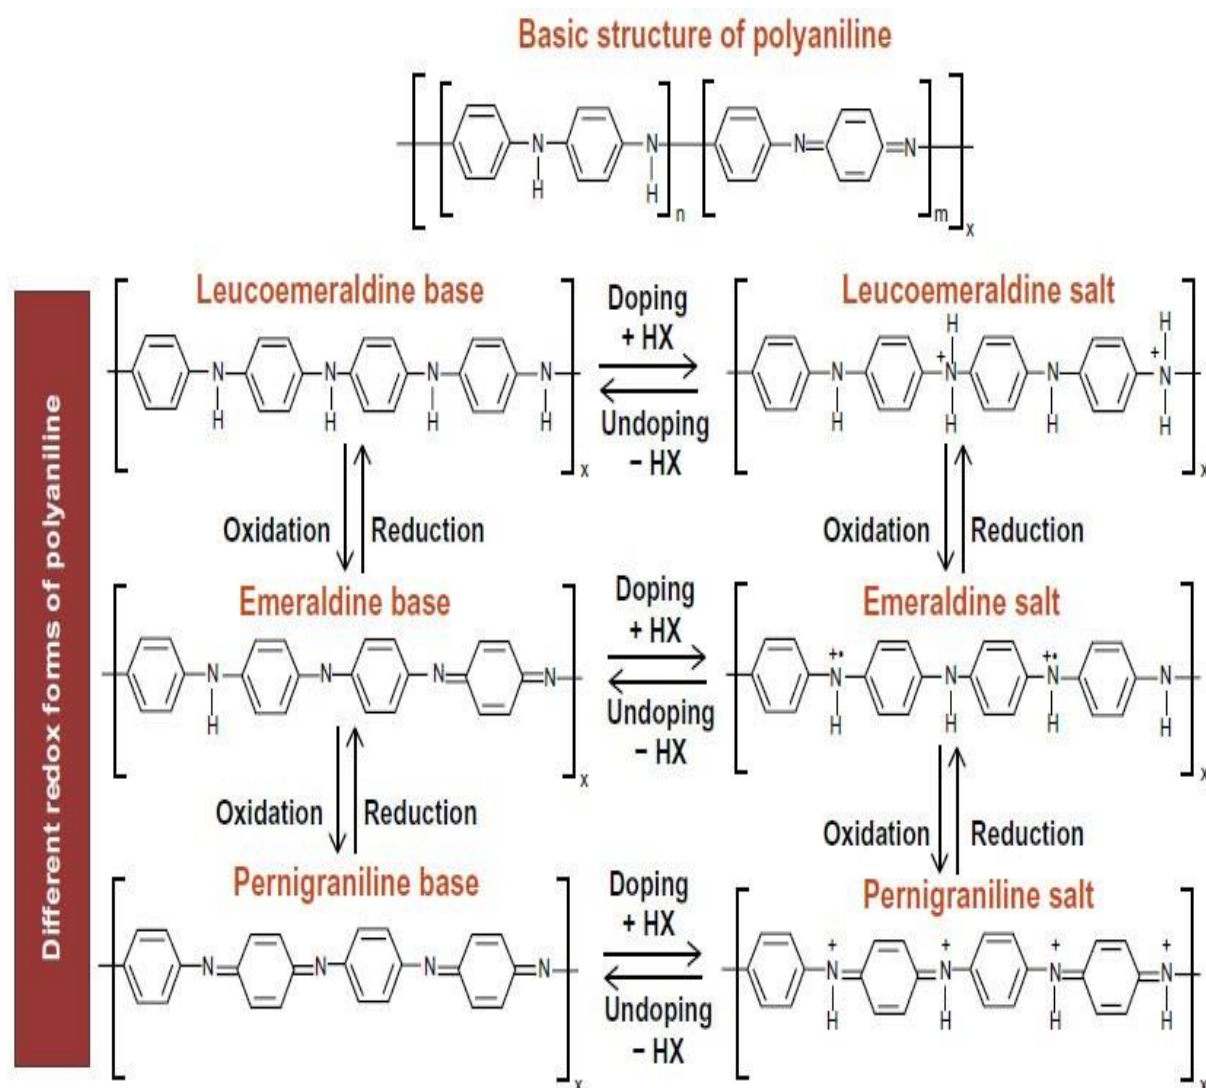 Basic structure of polyaniline
N
H
N
H
n
N
N
m
x
Different redox forms of polyaniline
Leucoemeraldine base
N
H
N
H
N
H
N
H
x
Doping
+ HX
Undoping
− HX
Leucoemeraldine salt
N
H
H
+
N
H
N
H
H
+
N
H
x
Oxidation
Reduction
Oxidation
Reduction
Emeraldine base
N
H
N
N
N
x
Doping
+ HX
Undoping
− HX
Emeraldine salt
+•
N
H
N
H
+•
N
H
N
H
x
Oxidation
Reduction
Oxidation
Reduction
Pernigraniline base
N
N
N
N
x
Doping
+ HX
Undoping
− HX
Pernigraniline salt
+
N
H
+
N
H
+
N
H
+
N
H
x